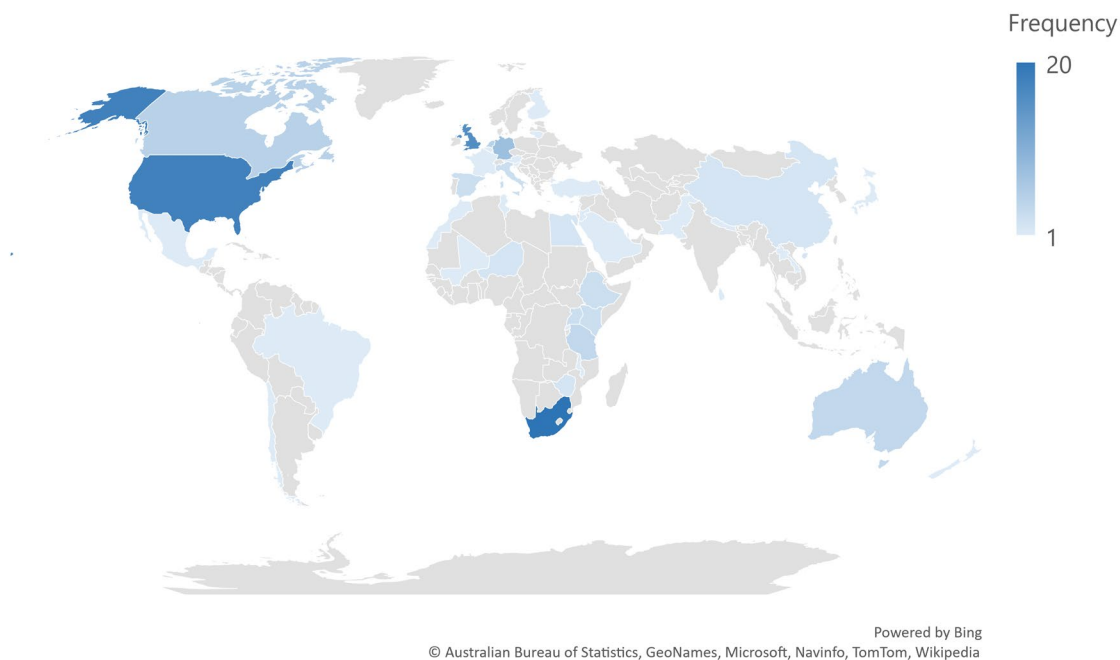 Frequency
20
1
Powered by Bing
© Australian Bureau of Statistics, GeoNames, Microsoft, Navinfo, TomTom, Wikipedia